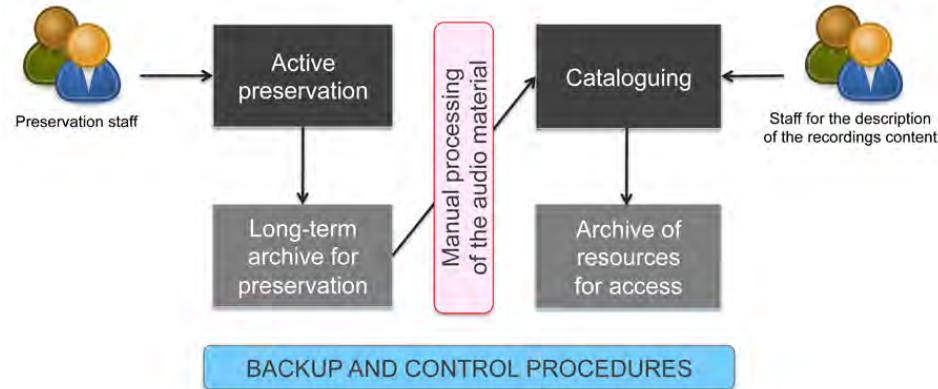 Preservation staff
Active
preservation
Long-term
archive for
preservation
Manual processing
of the audio material
Cataloguing
Archive of
resources
for access
Staff for the description
of the recordings content
BACKUP AND CONTROL PROCEDURES